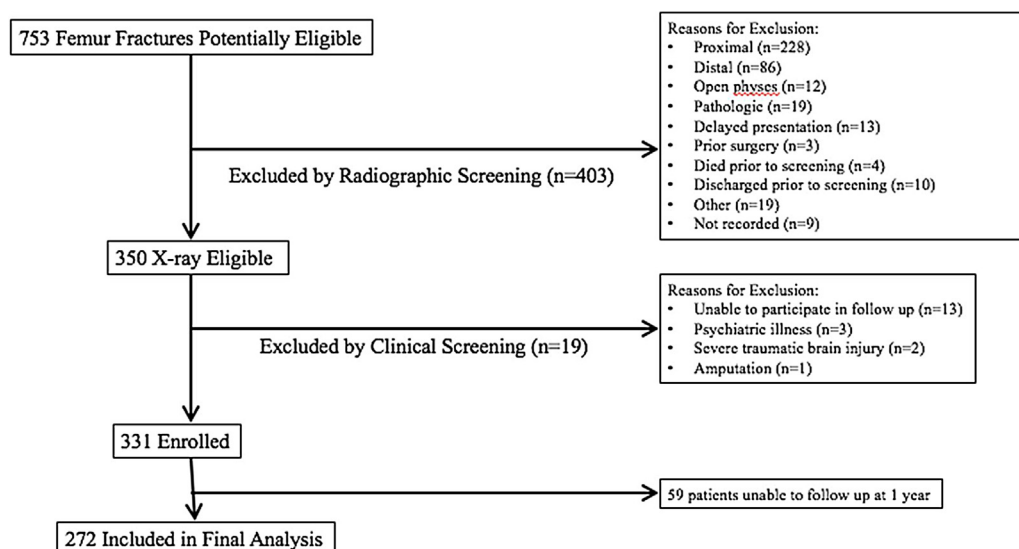 753 Femur Fractures Potentially Eligible
Reasons for Exclusion:
• Proximal (n=228)
• Distal (n=86)
• Open physes (n=12)
• Pathologic (n=19)
• Delayed presentation (n=13)
• Prior surgery (n=3)
• Died prior to screening (n=4)
• Discharged prior to screening (n=10)
• Other (n=19)
• Not recorded (n=9)
Excluded by Radiographic Screening (n=403)
350 X-ray Eligible
Reasons for Exclusion:
• Unable to participate in follow up (n=13)
• Psychiatric illness (n=3)
• Severe traumatic brain injury (n=2)
• Amputation (n=1)
Excluded by Clinical Screening (n=19)
331 Enrolled
59 patients unable to follow up at 1 year
272 Included in Final Analysis